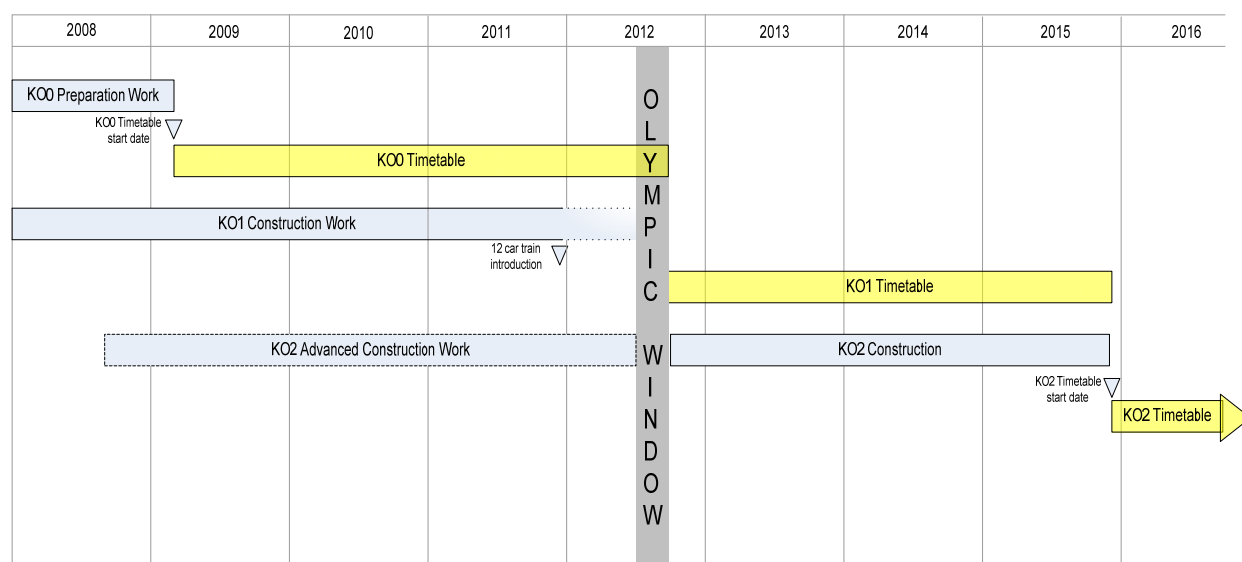 2008 2009 2010 2011 2012 2013 2014 2015 2016
KO0 Preparation Work
KO0 Timetable
start date
KO0 Timetable
KO1 Construction Work
12 car train
introduction
KO1 Timetable
KO2 Advanced Construction Work
KO2 Construction
KO2 Timetable
start date
KO2 Timetable
OLYMPIC WINDOW